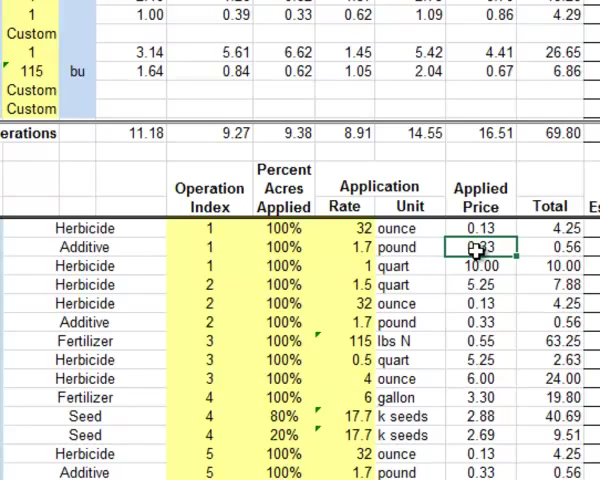 1 1.00 0.39 0.33 0.62 1.09 0.86 4.29
Custom
1 3.14 5.61 6.62 1.45 5.42 4.41 26.65
115 bu 1.64 0.84 0.62 1.05 2.04 0.67 6.86
Custom
Custom
erations 11.18 9.27 9.38 8.91 14.55 16.51 69.80
Percent
Operation Acres Application Applied
Index Applied Rate Unit Price Total Es
Herbicide 1 100% 32 ounce 0.13 4.25
Additive 1 100% 1.7 pound 0.33 0.56
Herbicide 1 100% 1 quart 10.00 10.00
Herbicide 2 100% 1.5 quart 5.25 7.88
Herbicide 2 100% 32 ounce 0.13 4.25
Additive 2 100% 1.7 pound 0.33 0.56
Fertilizer 3 100% 115 lbs N 0.55 63.25
Herbicide 3 100% 0.5 quart 5.25 2.63
Herbicide 3 100% 4 ounce 6.00 24.00
Fertilizer 4 100% 6 gallon 3.30 19.80
Seed 4 80% 17.7 k seeds 2.88 40.69
Seed 4 20% 17.7 k seeds 2.69 9.51
Herbicide 5 100% 32 ounce 0.13 4.25
Additive 5 100% 1.7 pound 0.33 0.56